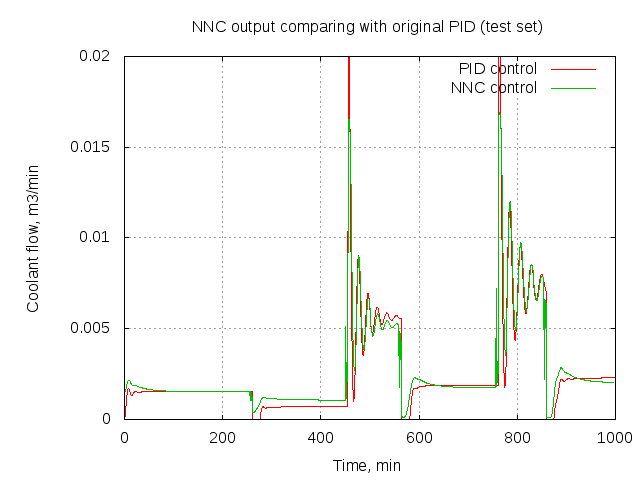 NNC output comparing with original PID (test set)
0.02
PID control
NNC control
0.015
Coolant flow, m3/min
0.01
0.005
0
0 200 400 600 800 1000
Time, min